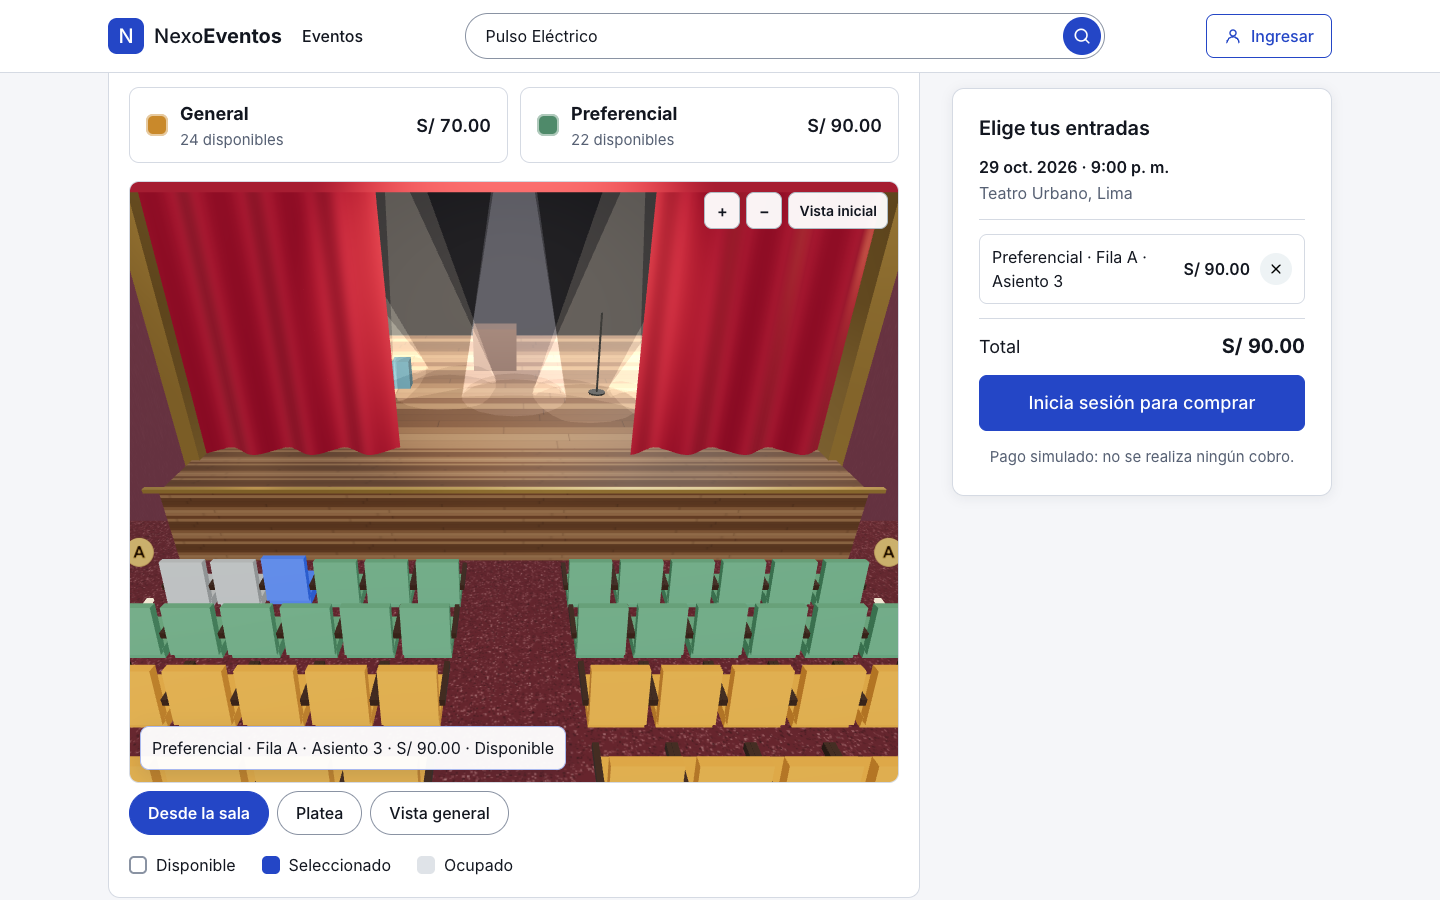 N NexoEventos Eventos Pulso Eléctrico Ingresar
General
24 disponibles
S/ 70.00
Preferencial
22 disponibles
S/ 90.00
+ − Vista inicial
A A
Preferencial · Fila A · Asiento 3 · S/ 90.00 · Disponible
Desde la sala Platea Vista general
Disponible Seleccionado Ocupado
Elige tus entradas
29 oct. 2026 · 9:00 p. m.
Teatro Urbano, Lima
Preferencial · Fila A ·
Asiento 3
S/ 90.00 ✕
Total S/ 90.00
Inicia sesión para comprar
Pago simulado: no se realiza ningún cobro.